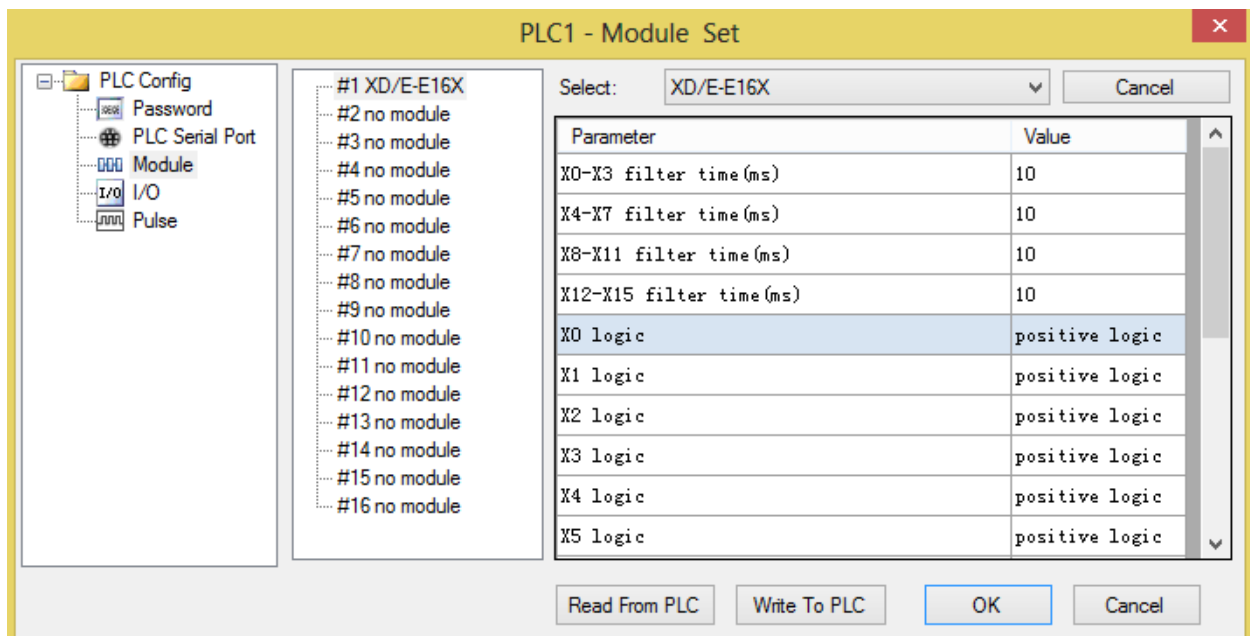 PLC1 - Module Set
PLC Config
Password
PLC Serial Port
Module
I/O I/O
Pulse
#1 XD/E-E16X
#2 no module
#3 no module
#4 no module
#5 no module
#6 no module
#7 no module
#8 no module
#9 no module
#10 no module
#11 no module
#12 no module
#13 no module
#14 no module
#15 no module
#16 no module
Select: XD/E-E16X Cancel
Parameter Value
X0-X3 filter time(ms) 10
X4-X7 filter time(ms) 10
X8-X11 filter time(ms) 10
X12-X15 filter time(ms) 10
X0 logic positive logic
X1 logic positive logic
X2 logic positive logic
X3 logic positive logic
X4 logic positive logic
X5 logic positive logic
Read From PLC Write To PLC OK Cancel